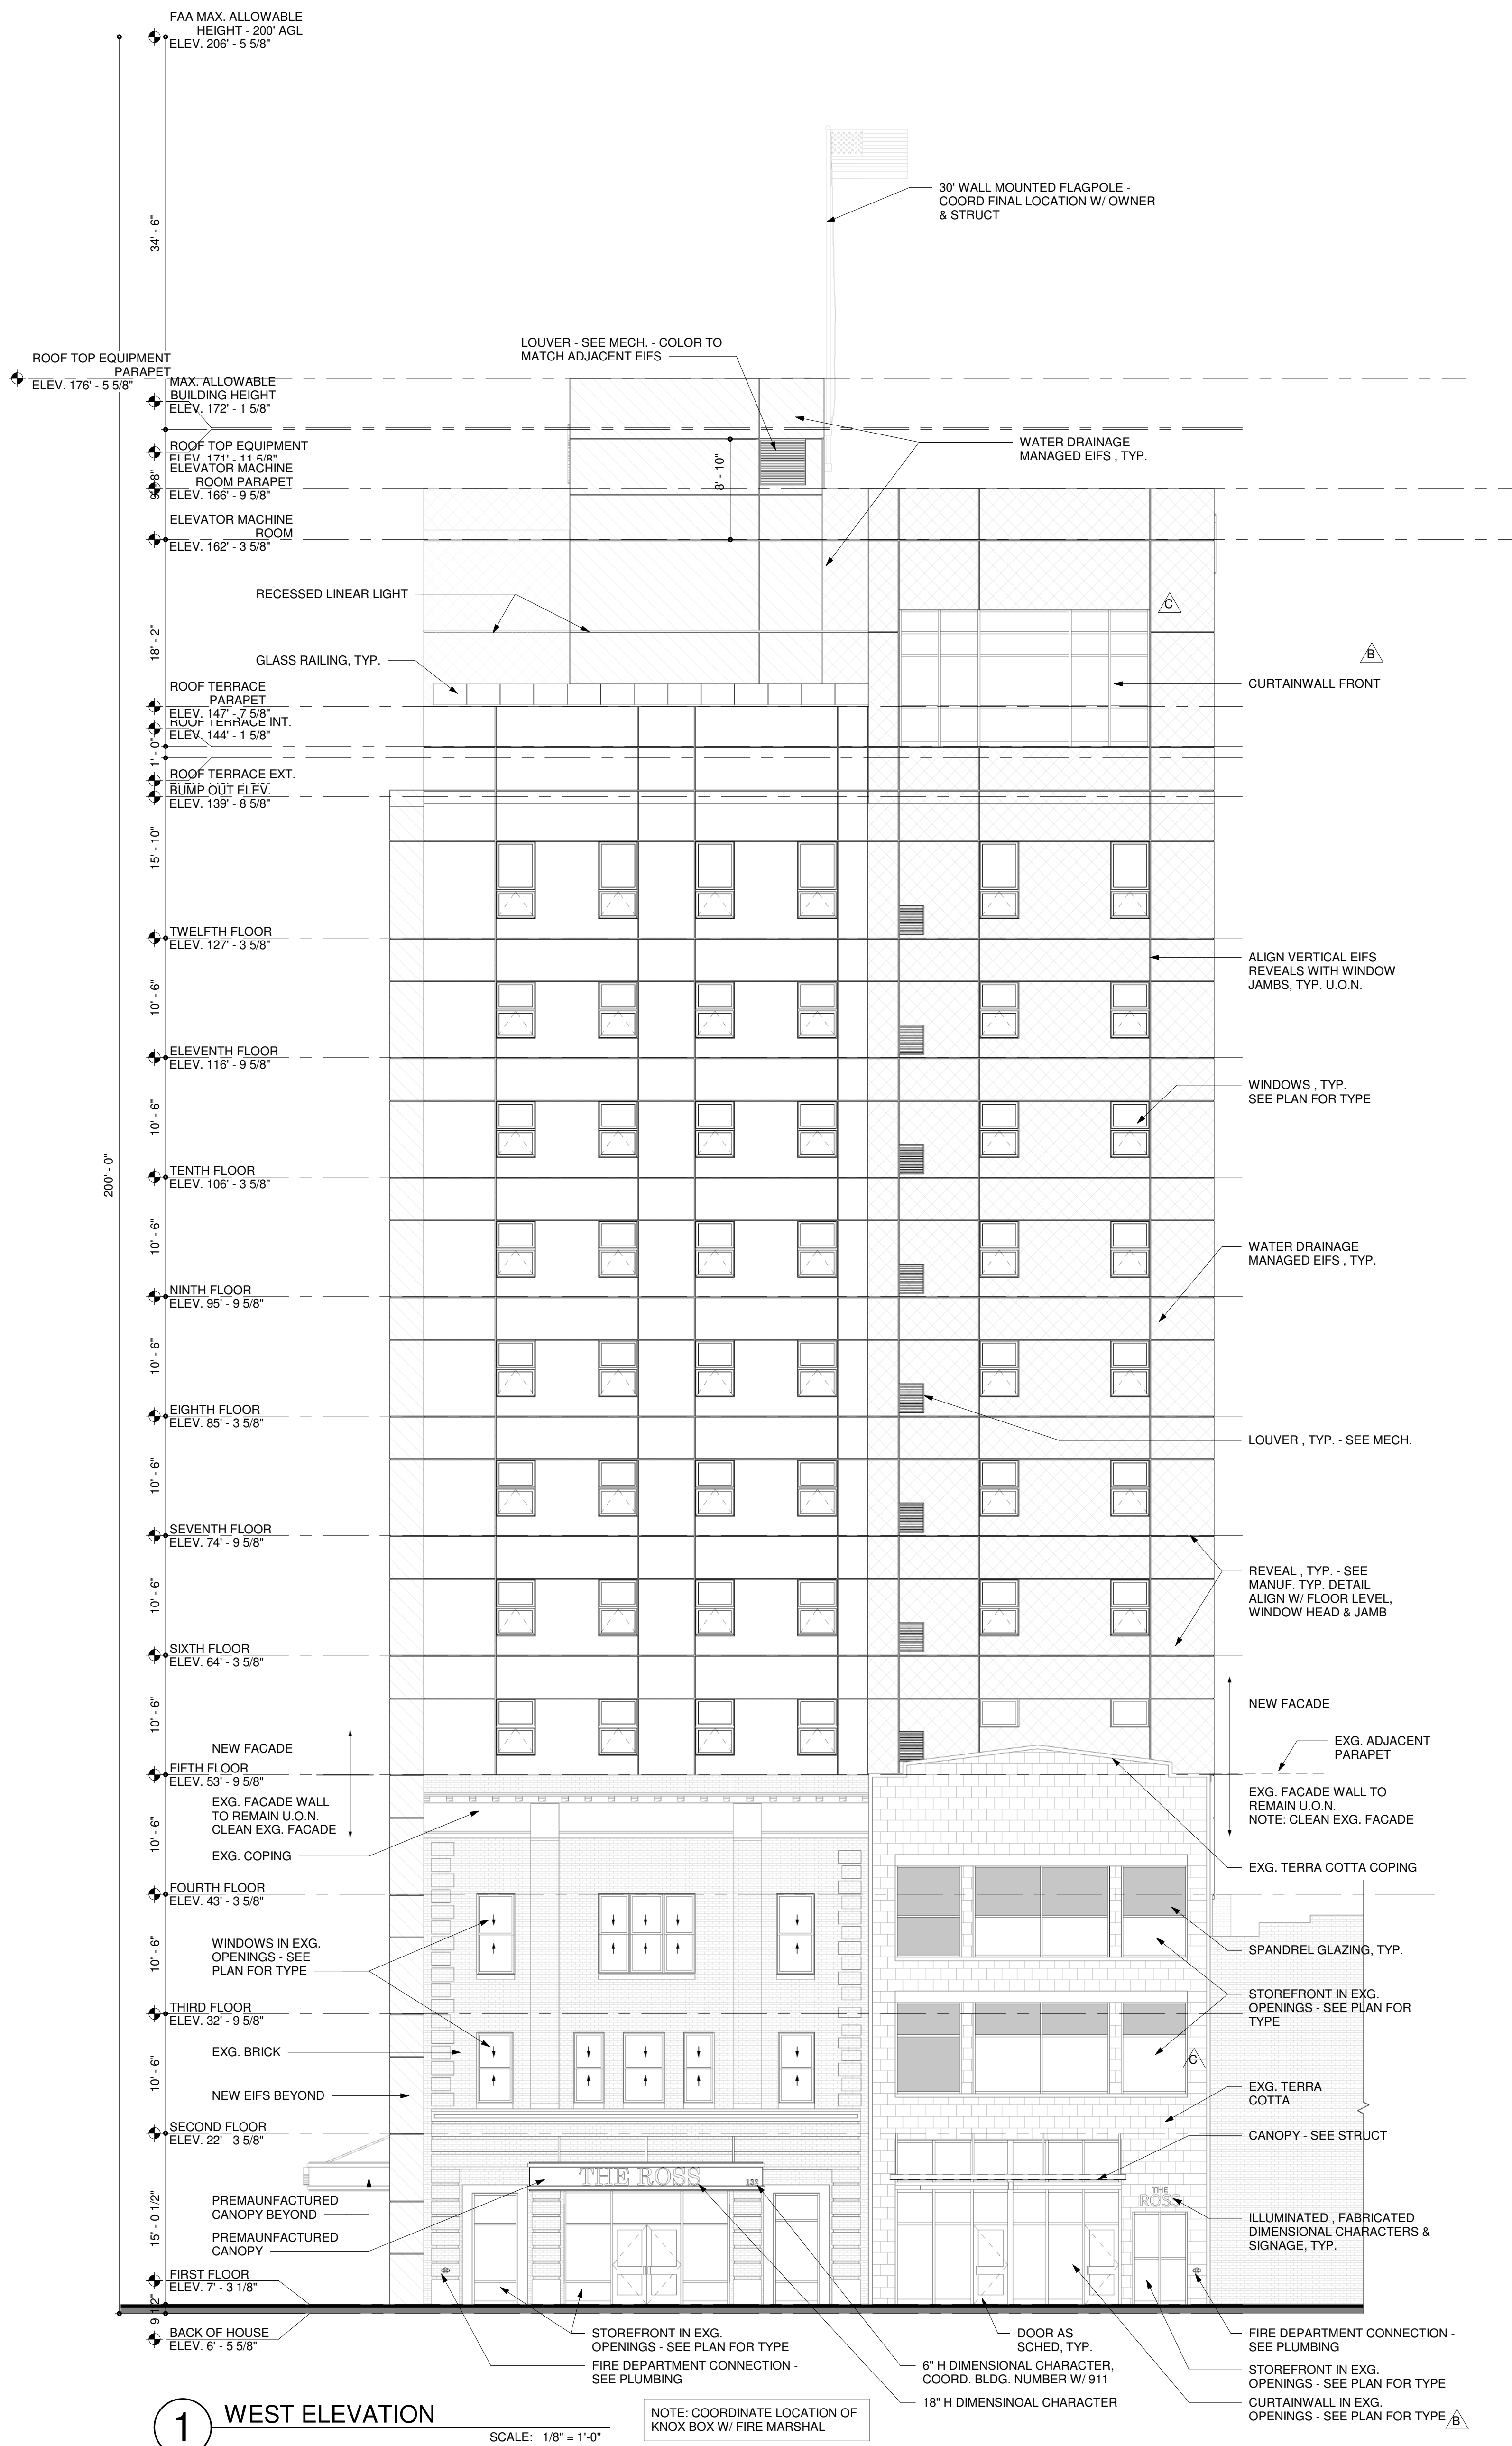 FAA MAX. ALLOWABLE
HEIGHT - 200' AGL
ELEV. 206' - 5 5/8"
34' - 6"
30' WALL MOUNTED FLAGPOLE -
COORD FINAL LOCATION W/ OWNER
& STRUCT
LOUVER - SEE MECH. - COLOR TO
MATCH ADJACENT EIFS
ROOF TOP EQUIPMENT
PARAPET
ELEV. 176' - 5 5/8"
MAX. ALLOWABLE
BUILDING HEIGHT
ELEV. 172' - 1 5/8"
ROOF TOP EQUIPMENT
ELEV. 171' - 11 5/8"
WATER DRAINAGE
MANAGED EIFS , TYP.
ELEVATOR MACHINE
ROOM PARAPET
ELEV. 166' - 9 5/8"
8' - 10"
ELEVATOR MACHINE
ROOM
ELEV. 162' - 3 5/8"
RECESSED LINEAR LIGHT
C
18' - 2"
GLASS RAILING, TYP.
B
CURTAINWALL FRONT
ROOF TERRACE
PARAPET
ELEV. 147' - 7 5/8"
ROOF TERRACE INT.
ELEV. 144' - 1 5/8"
1' - 0"
ROOF TERRACE EXT.
BUMP OUT ELEV.
ELEV. 139' - 8 5/8"
15' - 10"
TWELFTH FLOOR
ELEV. 127' - 3 5/8"
ALIGN VERTICAL EIFS
REVEALS WITH WINDOW
JAMBS, TYP. U.O.N.
10' - 6"
ELEVENTH FLOOR
ELEV. 116' - 9 5/8"
WINDOWS , TYP.
SEE PLAN FOR TYPE
10' - 6"
200' - 0"
TENTH FLOOR
ELEV. 106' - 3 5/8"
10' - 6"
WATER DRAINAGE
MANAGED EIFS , TYP.
NINTH FLOOR
ELEV. 95' - 9 5/8"
10' - 6"
EIGHTH FLOOR
ELEV. 85' - 3 5/8"
LOUVER , TYP. - SEE MECH.
10' - 6"
SEVENTH FLOOR
ELEV. 74' - 9 5/8"
REVEAL , TYP. - SEE
MANUF. TYP. DETAIL
ALIGN W/ FLOOR LEVEL,
WINDOW HEAD & JAMB
10' - 6"
SIXTH FLOOR
ELEV. 64' - 3 5/8"
10' - 6"
NEW FACADE
NEW FACADE
EXG. ADJACENT
PARAPET
FIFTH FLOOR
ELEV. 53' - 9 5/8"
EXG. FACADE WALL
TO REMAIN U.O.N.
CLEAN EXG. FACADE
EXG. FACADE WALL TO
REMAIN U.O.N.
NOTE: CLEAN EXG. FACADE
10' - 6"
EXG. COPING
EXG. TERRA COTTA COPING
FOURTH FLOOR
ELEV. 43' - 3 5/8"
WINDOWS IN EXG.
OPENINGS - SEE
PLAN FOR TYPE
10' - 6"
SPANDREL GLAZING, TYP.
STOREFRONT IN EXG.
OPENINGS - SEE PLAN FOR
TYPE
THIRD FLOOR
ELEV. 32' - 9 5/8"
EXG. BRICK
C
10' - 6"
NEW EIFS BEYOND
EXG. TERRA
COTTA
SECOND FLOOR
ELEV. 22' - 3 5/8"
CANOPY - SEE STRUCT
THE ROSS
132
THE
ROSS
PREMAUNFACTURED
CANOPY BEYOND
15' - 0 1/2"
PREMAUNFACTURED
CANOPY
ILLUMINATED , FABRICATED
DIMENSIONAL CHARACTERS &
SIGNAGE, TYP.
FIRST FLOOR
ELEV. 7' - 3 1/8"
9 1/2"
BACK OF HOUSE
ELEV. 6' - 5 5/8"
STOREFRONT IN EXG.
OPENINGS - SEE PLAN FOR TYPE
FIRE DEPARTMENT CONNECTION -
SEE PLUMBING
DOOR AS
SCHED, TYP.
6" H DIMENSIONAL CHARACTER,
COORD. BLDG. NUMBER W/ 911
18" H DIMENSINOAL CHARACTER
FIRE DEPARTMENT CONNECTION -
SEE PLUMBING
STOREFRONT IN EXG.
OPENINGS - SEE PLAN FOR TYPE
CURTAINWALL IN EXG.
OPENINGS - SEE PLAN FOR TYPE
B
1
WEST ELEVATION
SCALE: 1/8" = 1'-0"
NOTE: COORDINATE LOCATION OF
KNOX BOX W/ FIRE MARSHAL